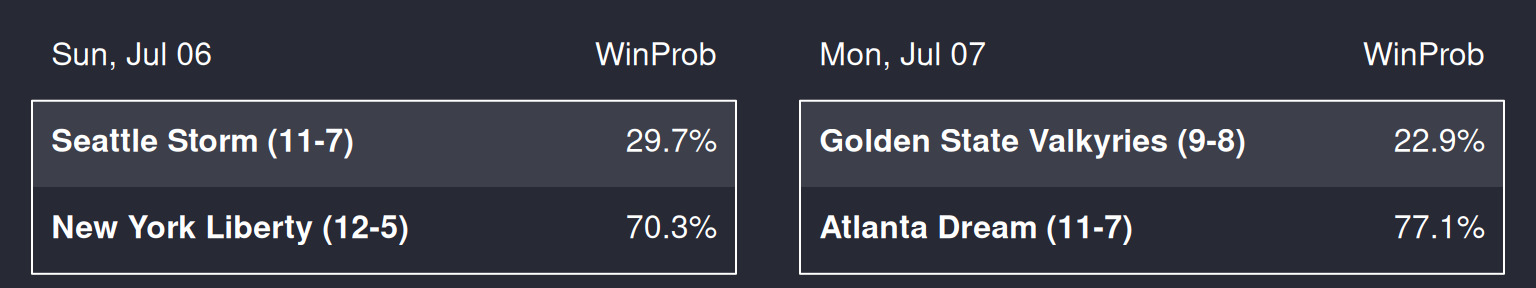 Sun, Jul 06 WinProb
Seattle Storm (11-7) 29.7%
New York Liberty (12-5) 70.3%
Mon, Jul 07 WinProb
Golden State Valkyries (9-8) 22.9%
Atlanta Dream (11-7) 77.1%